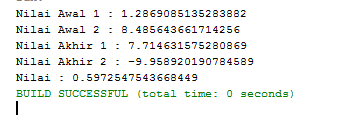 Nilai Awal 1 : 1.2869085135283882
Nilai Awal 2 : 8.485643661714256
Nilai Akhir 1 : 7.714631575280869
Nilai Akhir 2 : -9.958920190784589
Nilai : 0.5972547543668449
BUILD SUCCESSFUL (total time: 0 seconds)